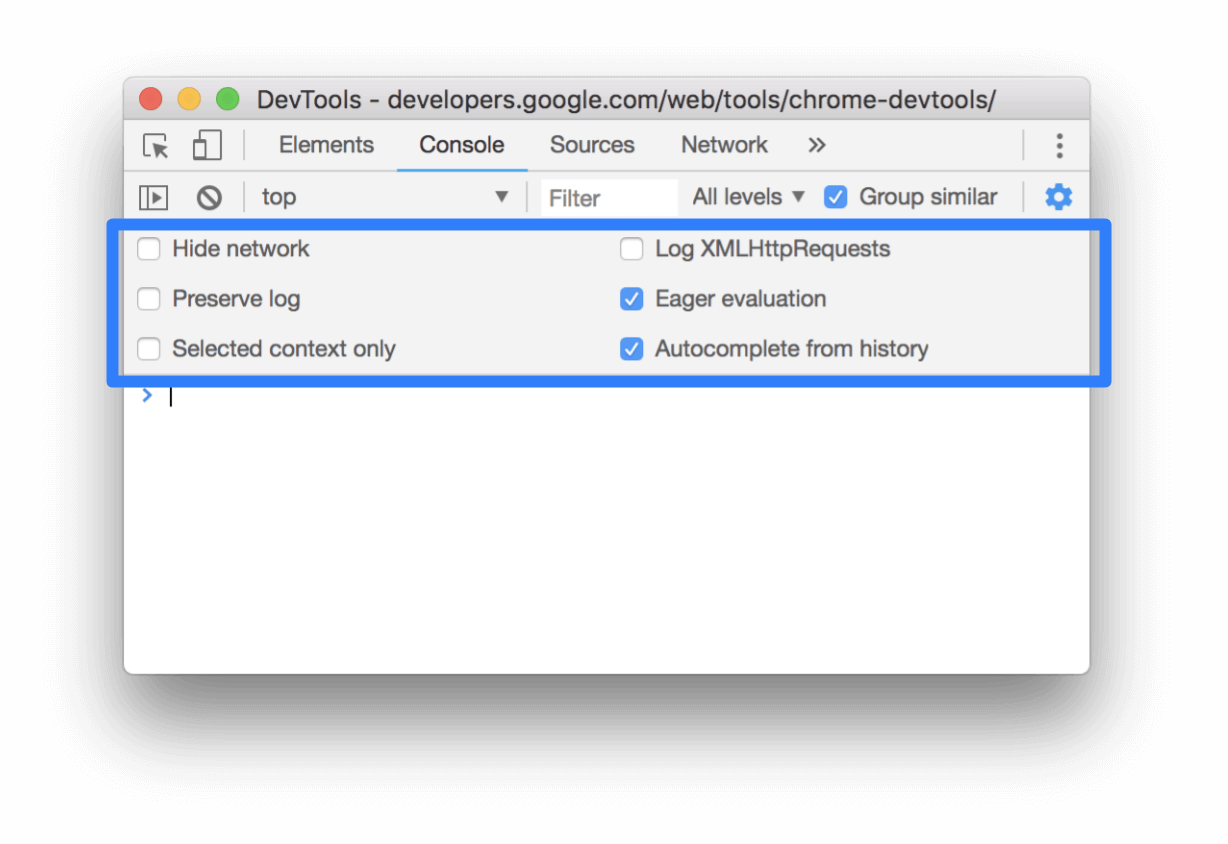 DevTools - developers.google.com/web/tools/chrome-devtools/
Elements Console Sources Network
top Filter All levels Group similar
Hide network Log XMLHttpRequests
Preserve log Eager evaluation
Selected context only Autocomplete from history